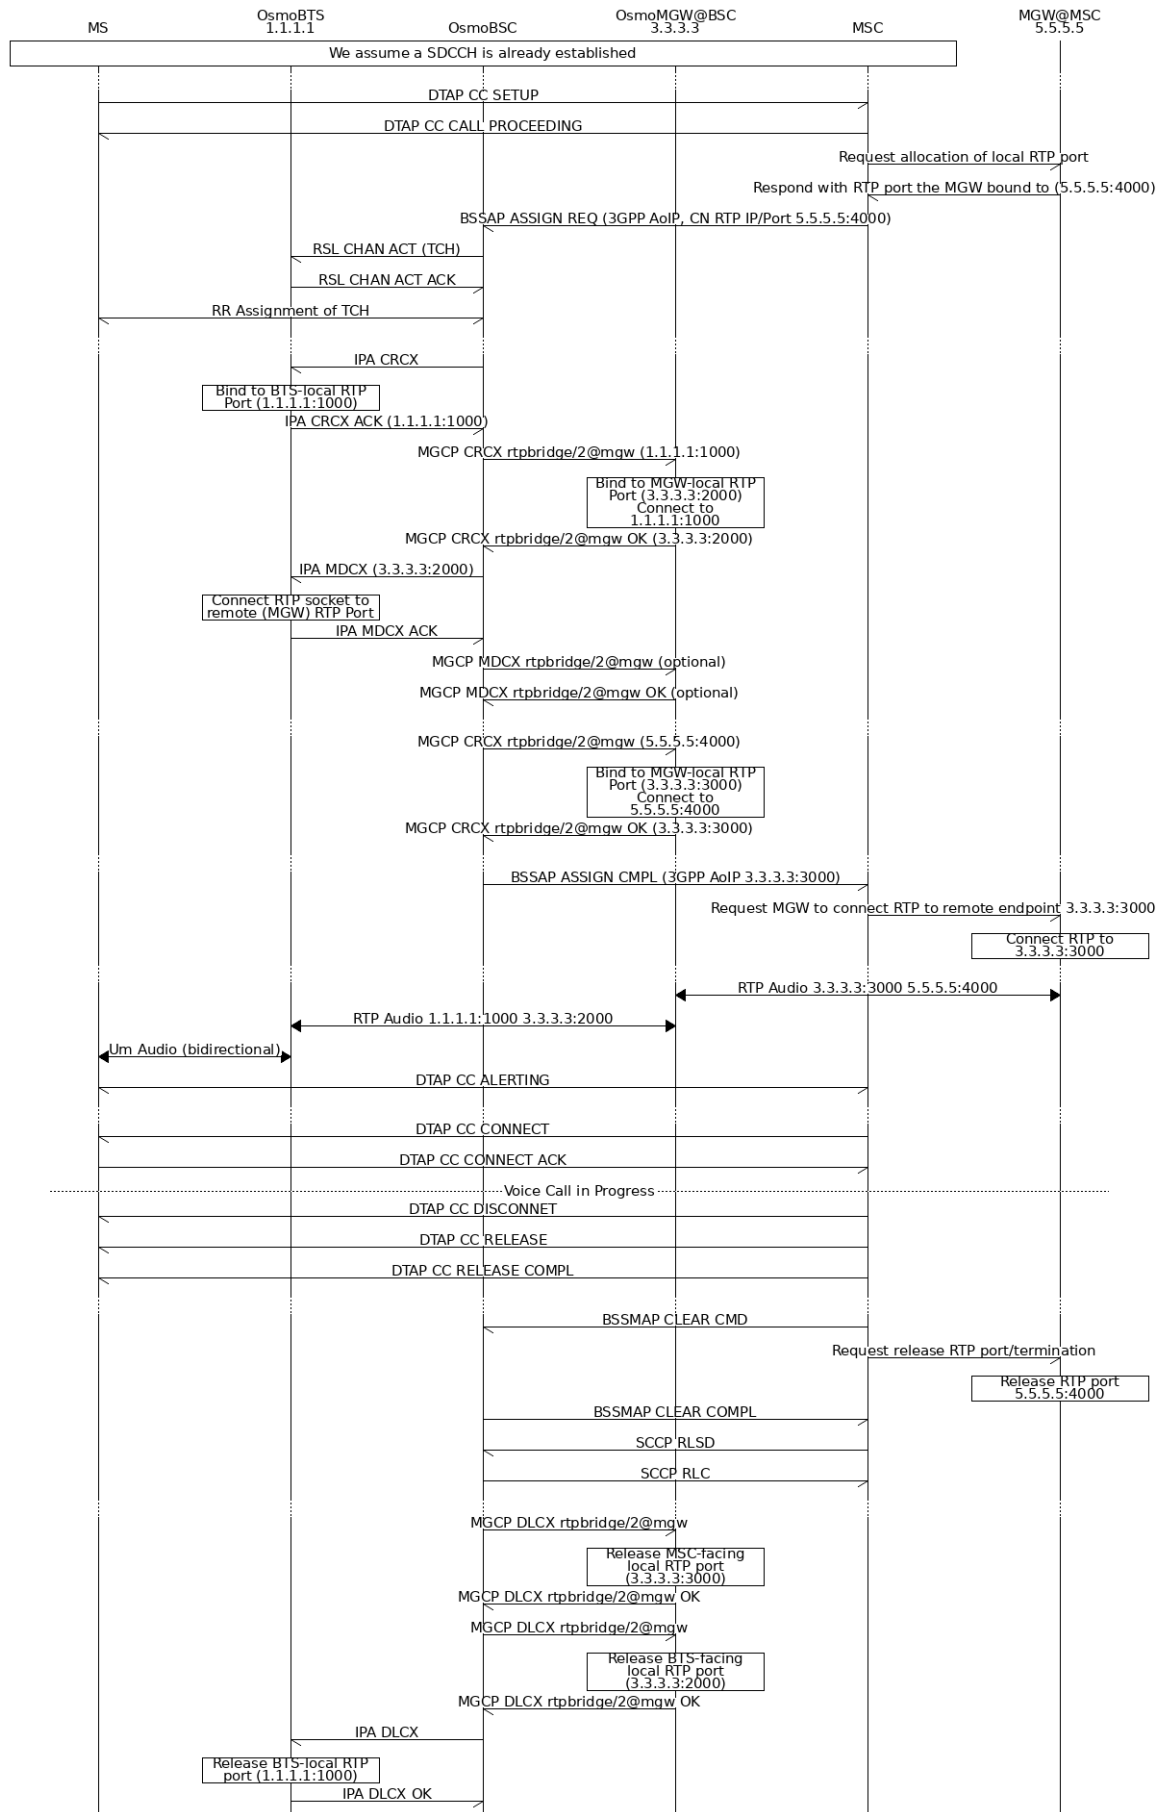 OsmoBTS
OsmoMGW@BSC
MGW@MSC
MS
1.1.1.1
OsmoBSC
3.3.3.3
MSC
5.5.5.5
We assume a SDCCH is already established
DTAP CC SETUP
DTAP CC CALL PROCEEDING
Request allocation of local RTP port
Respond with RTP port the MGW bound to (5.5.5.5:4000)
BSSAP ASSIGN REQ (3GPP AoIP, CN RTP IP/Port 5.5.5.5:4000)
RSL CHAN ACT (TCH)
RSL CHAN ACT ACK
RR Assignment of TCH
IPA CRCX
Bind to BTS-local RTP
Port (1.1.1.1:1000)
IPA CRCX ACK (1.1.1.1:1000)
MGCP CRCX rtpbridge/2@mgw (1.1.1.1:1000)
Bind to MGW-local RTP
Port (3.3.3.3:2000)
Connect to
1.1.1.1:1000
MGCP CRCX rtpbridge/2@mgw OK (3.3.3.3:2000)
IPA MDCX (3.3.3.3:2000)
Connect RTP socket to
remote (MGW) RTP Port
IPA MDCX ACK
MGCP MDCX rtpbridge/2@mgw (optional)
MGCP MDCX rtpbridge/2@mgw OK (optional)
MGCP CRCX rtpbridge/2@mgw (5.5.5.5:4000)
Bind to MGW-local RTP
Port (3.3.3.3:3000)
Connect to
5.5.5.5:4000
MGCP CRCX rtpbridge/2@mgw OK (3.3.3.3:3000)
BSSAP ASSIGN CMPL (3GPP AoIP 3.3.3.3:3000)
Request MGW to connect RTP to remote endpoint 3.3.3.3:3000
Connect RTP to
3.3.3.3:3000
RTP Audio 3.3.3.3:3000 5.5.5.5:4000
RTP Audio 1.1.1.1:1000 3.3.3.3:2000
Um Audio (bidirectional)
DTAP CC ALERTING
DTAP CC CONNECT
DTAP CC CONNECT ACK
Voice Call in Progress
DTAP CC DISCONNET
DTAP CC RELEASE
DTAP CC RELEASE COMPL
BSSMAP CLEAR CMD
Request release RTP port/termination
Release RTP port
5.5.5.5:4000
BSSMAP CLEAR COMPL
SCCP RLSD
SCCP RLC
MGCP DLCX rtpbridge/2@mgw
Release MSC-facing
local RTP port
(3.3.3.3:3000)
MGCP DLCX rtpbridge/2@mgw OK
MGCP DLCX rtpbridge/2@mgw
Release BTS-facing
local RTP port
(3.3.3.3:2000)
MGCP DLCX rtpbridge/2@mgw OK
IPA DLCX
Release BTS-local RTP
port (1.1.1.1:1000)
IPA DLCX OK